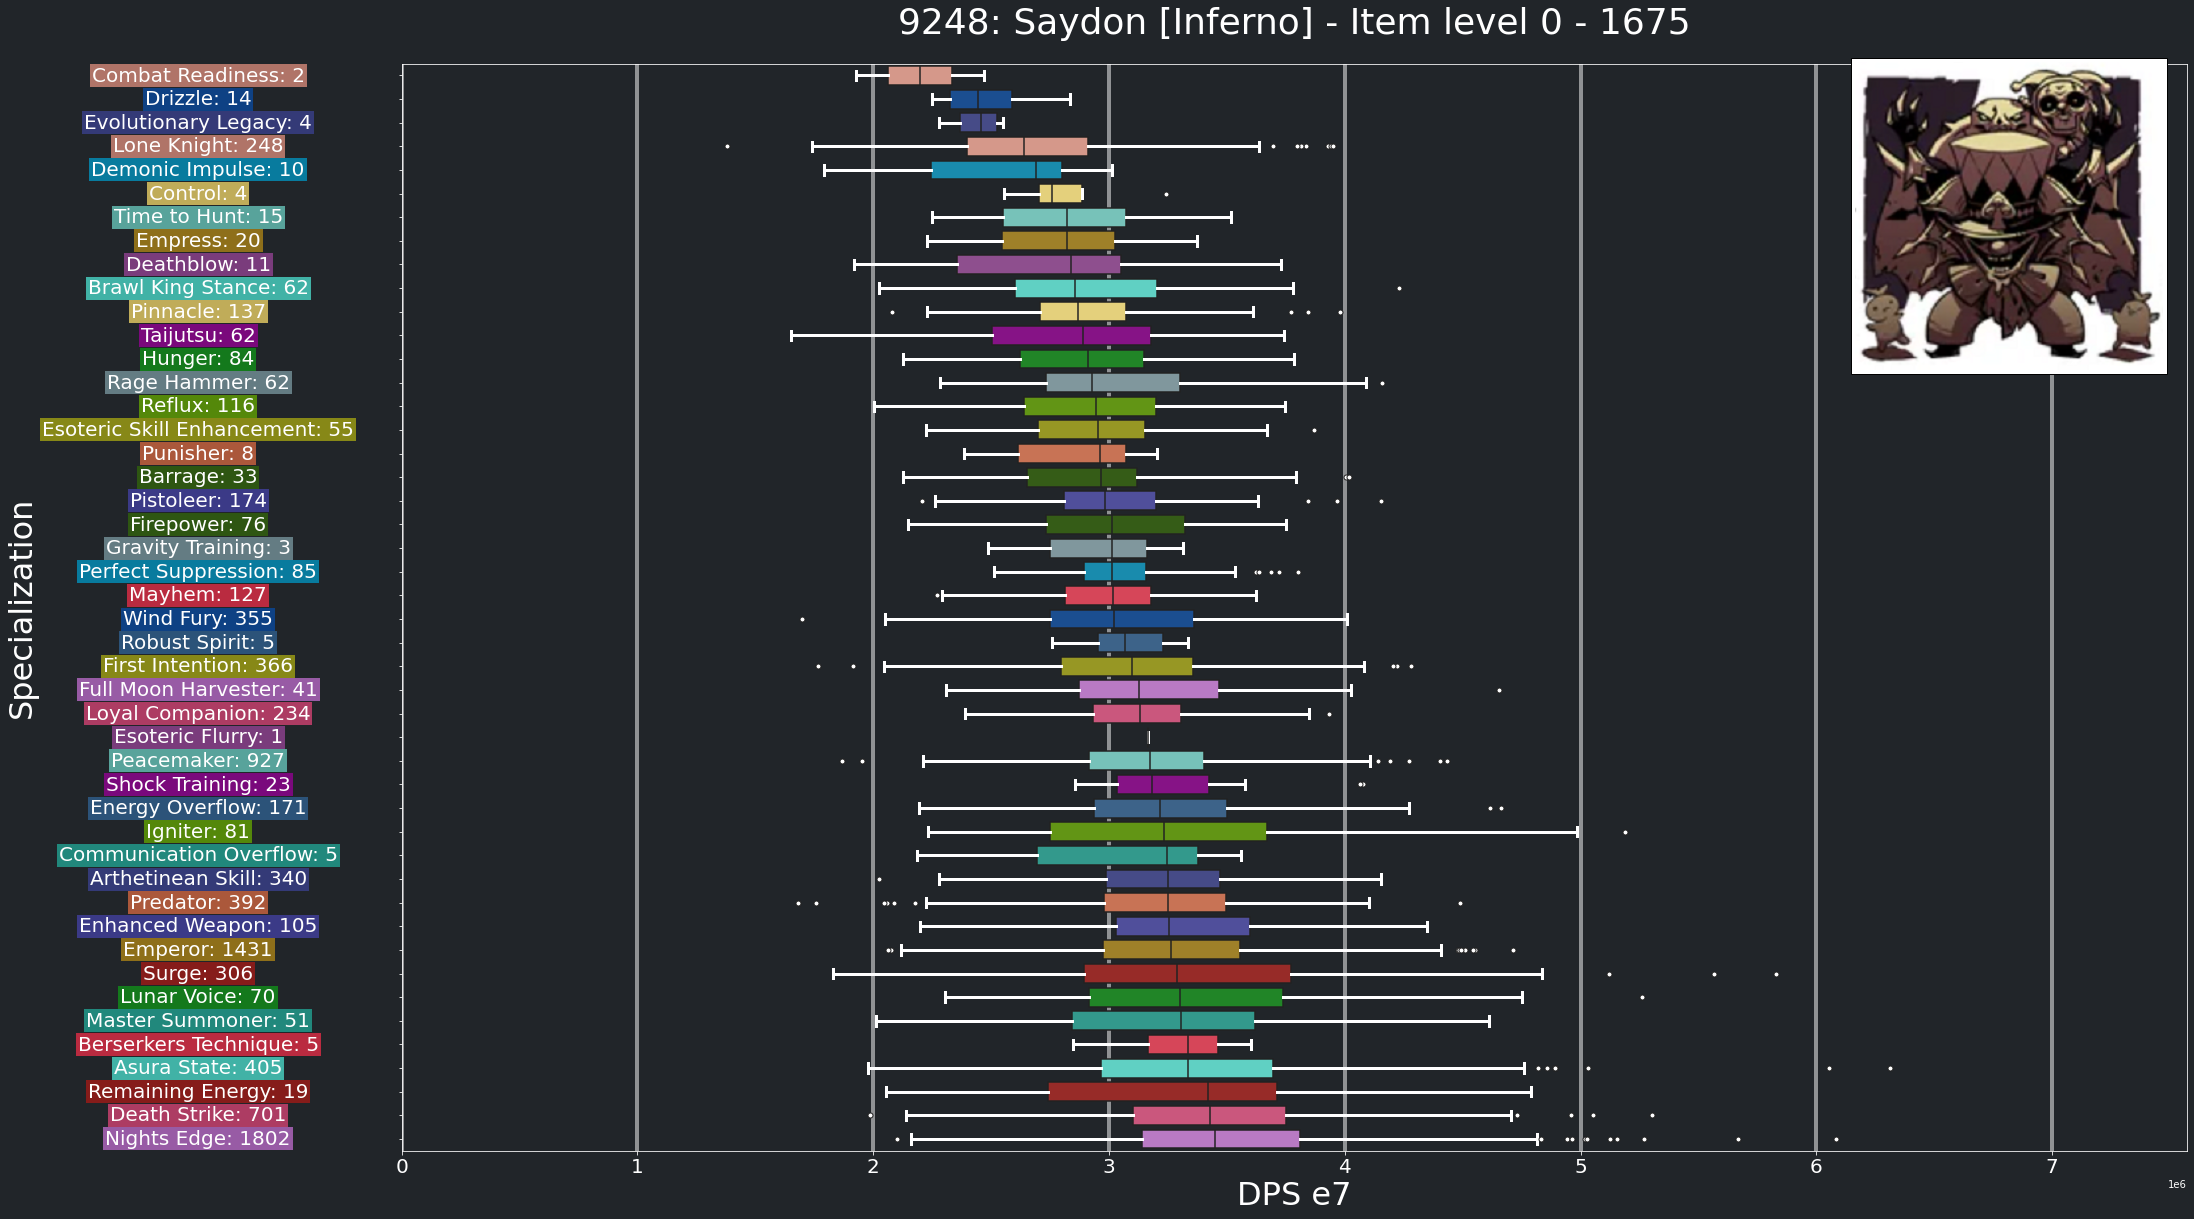 9248: Saydon [Inferno] - Item level 0 - 1675
Specialization
Combat Readiness: 2
Drizzle: 14
Evolutionary Legacy: 4
Lone Knight: 248
Demonic Impulse: 10
Control: 4
Time to Hunt: 15
Empress: 20
Deathblow: 11
Brawl King Stance: 62
Pinnacle: 137
Taijutsu: 62
Hunger: 84
Rage Hammer: 62
Reflux: 116
Esoteric Skill Enhancement: 55
Punisher: 8
Barrage: 33
Pistoleer: 174
Firepower: 76
Gravity Training: 3
Perfect Suppression: 85
Mayhem: 127
Wind Fury: 355
Robust Spirit: 5
First Intention: 366
Full Moon Harvester: 41
Loyal Companion: 234
Esoteric Flurry: 1
Peacemaker: 927
Shock Training: 23
Energy Overflow: 171
Igniter: 81
Communication Overflow: 5
Arthetinean Skill: 340
Predator: 392
Enhanced Weapon: 105
Emperor: 1431
Surge: 306
Lunar Voice: 70
Master Summoner: 51
Berserkers Technique: 5
Asura State: 405
Remaining Energy: 19
Death Strike: 701
Nights Edge: 1802
0 1 2 3 4 5 6 7
DPS e7
1e6